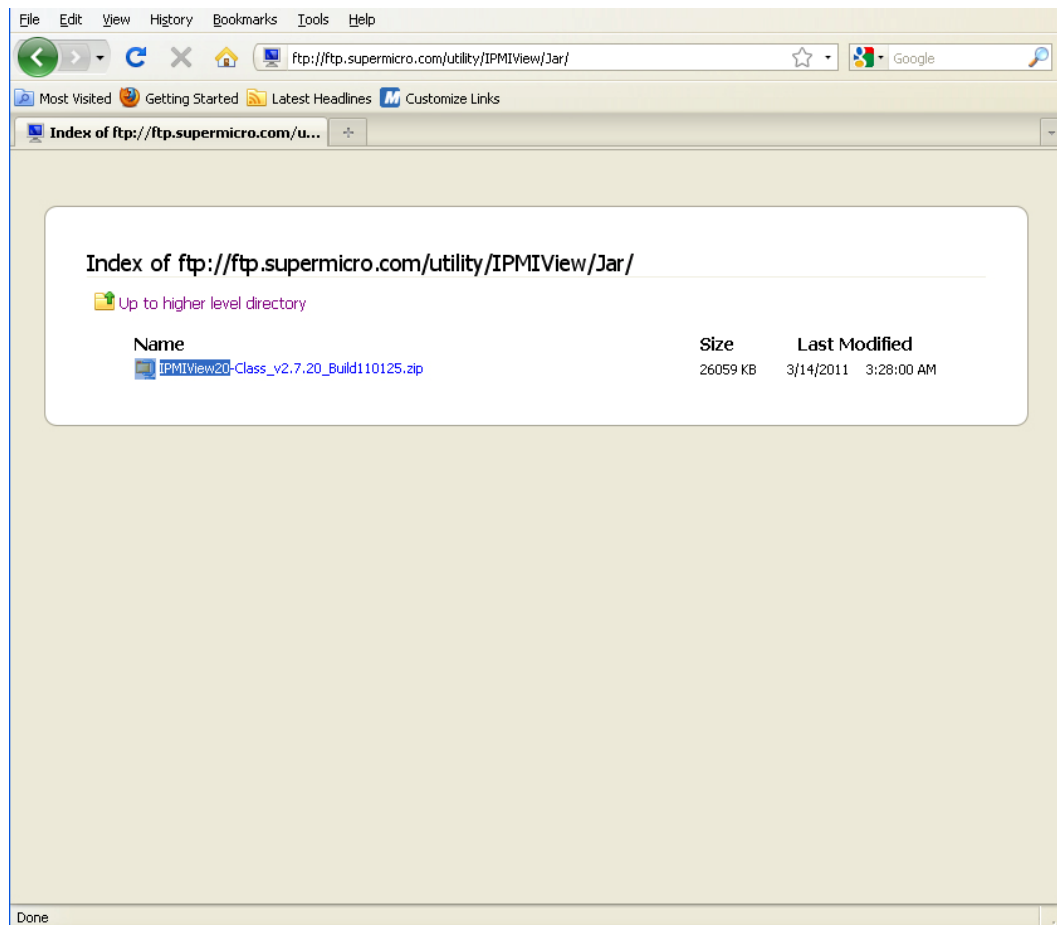 File Edit View History Bookmarks Tools Help
ftp://ftp.supermicro.com/utility/IPMIView/Jar/ Google
Most Visited Getting Started Latest Headlines Customize Links
Index of ftp://ftp.supermicro.com/u...
Index of ftp://ftp.supermicro.com/utility/IPMIView/Jar/
Up to higher level directory
Name Size Last Modified
IPMIView20-Class_v2.7.20_Build110125.zip 26059 KB 3/14/2011 3:28:00 AM
Done